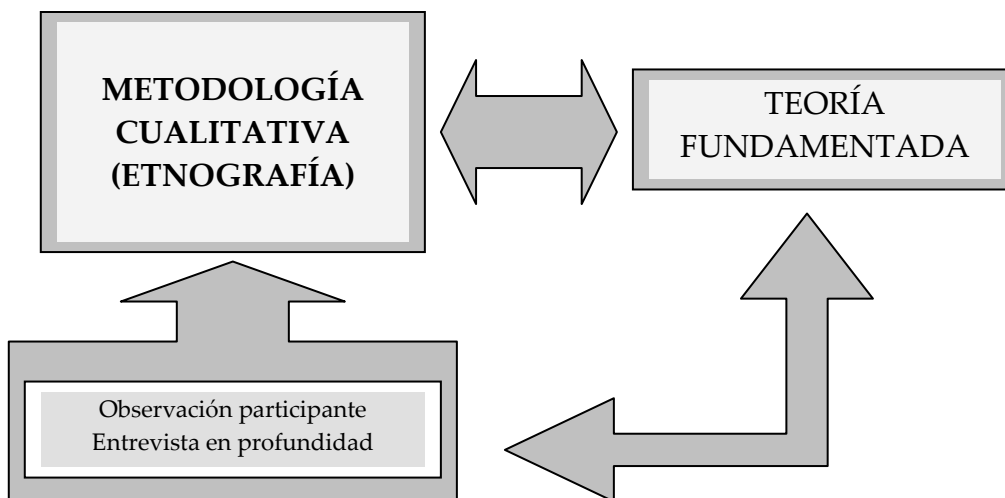 METODOLOGÍA
CUALITATIVA
(ETNOGRAFÍA)
TEORÍA
FUNDAMENTADA
Observación participante
Entrevista en profundidad